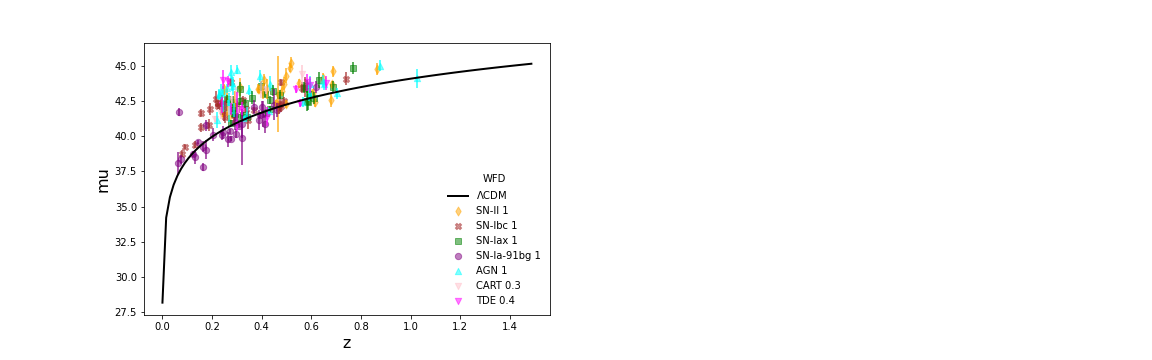 45.0
42.5
40.0
37.5
35.0
32.5
30.0
27.5
mu
0.0 0.2 0.4 0.6 0.8 1.0 1.2 1.4
z
WFD
ΛCDM
SN-II 1
SN-Ibc 1
SN-Iax 1
SN-Ia-91bg 1
AGN 1
CART 0.3
TDE 0.4